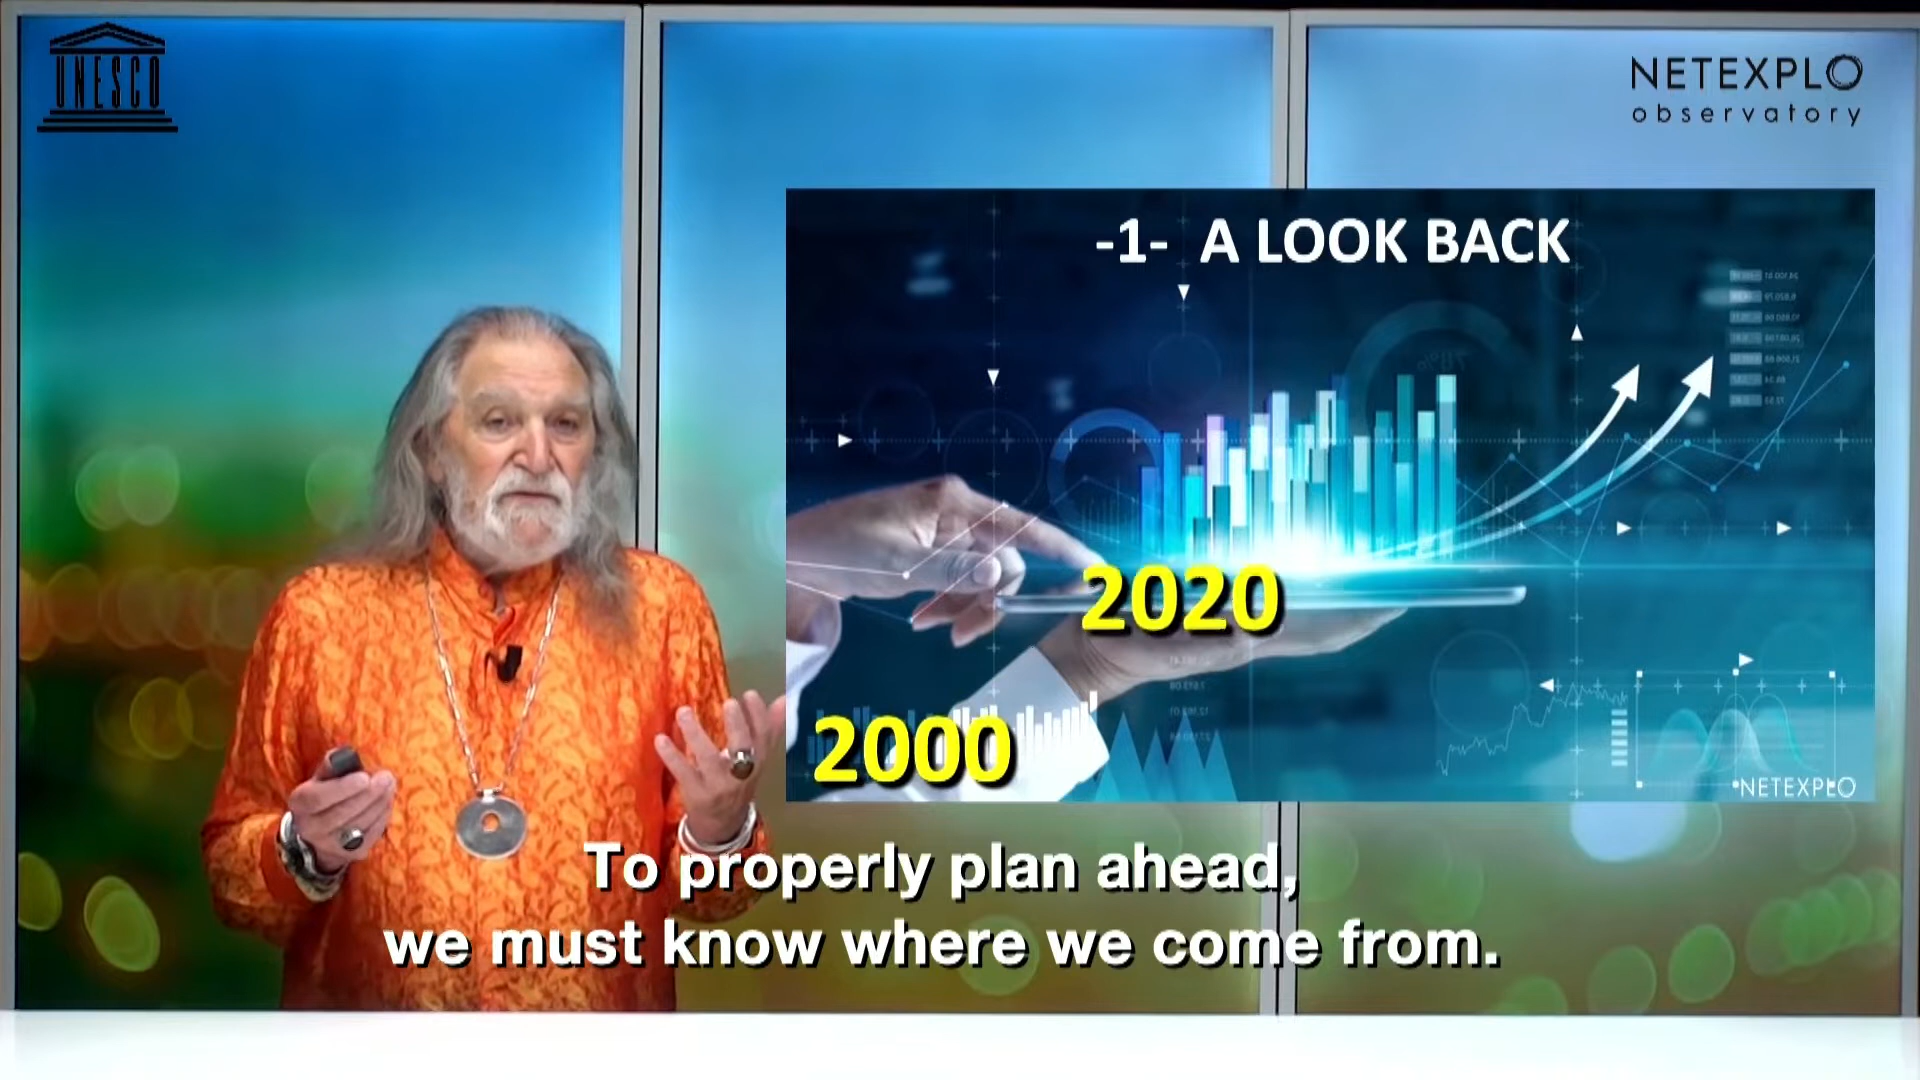 UNESCO
NETEXPLO
observatory
-1- A LOOK BACK
2020
2000
NETEXPLO
To properly plan ahead,
we must know where we come from.